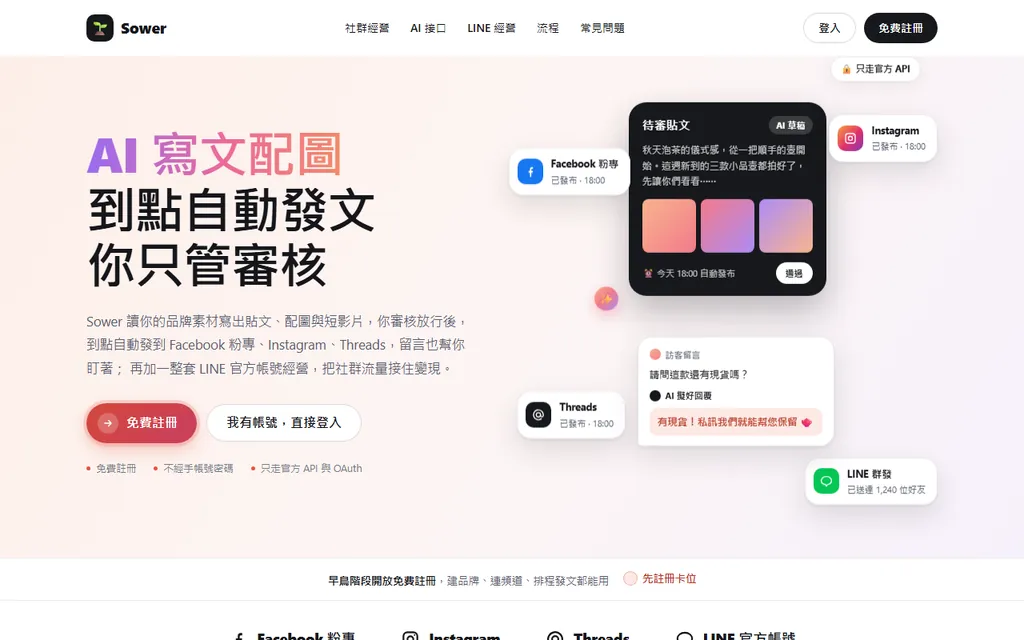 Sower
社群經營
AI 接口
LINE 經營
流程
常見問題
登入
免費註冊
AI 寫文配圖
到點自動發文
你只管審核
Sower 讀你的品牌素材寫出貼文、配圖與短影片，你審核放行後，
到點自動發到 Facebook 粉專、Instagram、Threads，留言也幫你
盯著； 再加一整套 LINE 官方帳號經營，把社群流量接住變現。
免費註冊
我有帳號，直接登入
免費註冊
不經手帳號密碼
只走官方 API 與 OAuth
只走官方 API
Facebook 粉專
已發布 · 18:00
待審貼文
AI 草稿
秋天泡茶的儀式感，從一把順手的壺開
始。這週新到的三款小品壺都拍好了，
先讓你們看看⋯⋯
今天 18:00 自動發布
通過
Instagram
已發布 · 18:00
訪客留言
請問這款還有現貨嗎？
AI 擬好回覆
有現貨！私訊我們就能幫您保留
Threads
已發布 · 18:00
LINE 群發
已送達 1,240 位好友
早鳥階段開放免費註冊，建品牌、連頻道、排程發文都能用
先註冊卡位
Facebook 粉專
Instagram
Threads
LINE 官方帳號